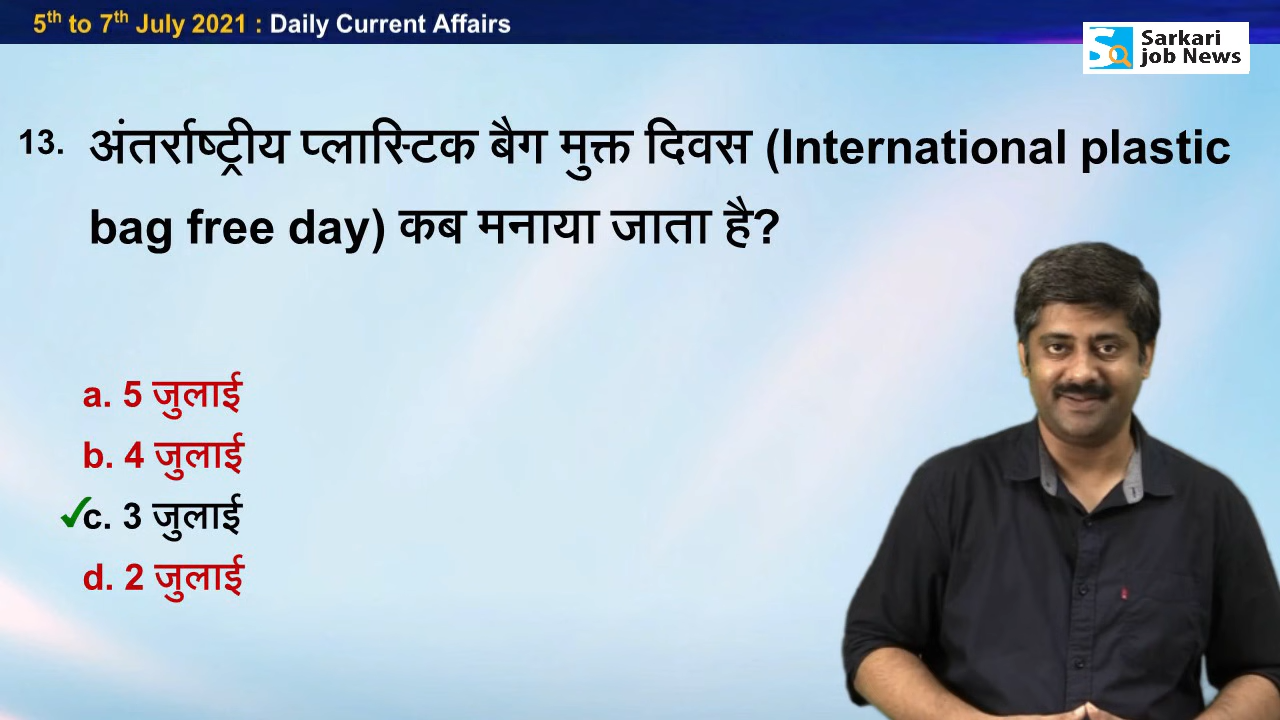 5th to 7th July 2021 : Daily Current Affairs
Sarkari
job News
13. अंतर्राष्ट्रीय प्लास्टिक बैग मुक्त दिवस (International plastic
bag free day) कब मनाया जाता है?
a. 5 जुलाई
b. 4 जुलाई
✓c. 3 जुलाई
d. 2 जुलाई